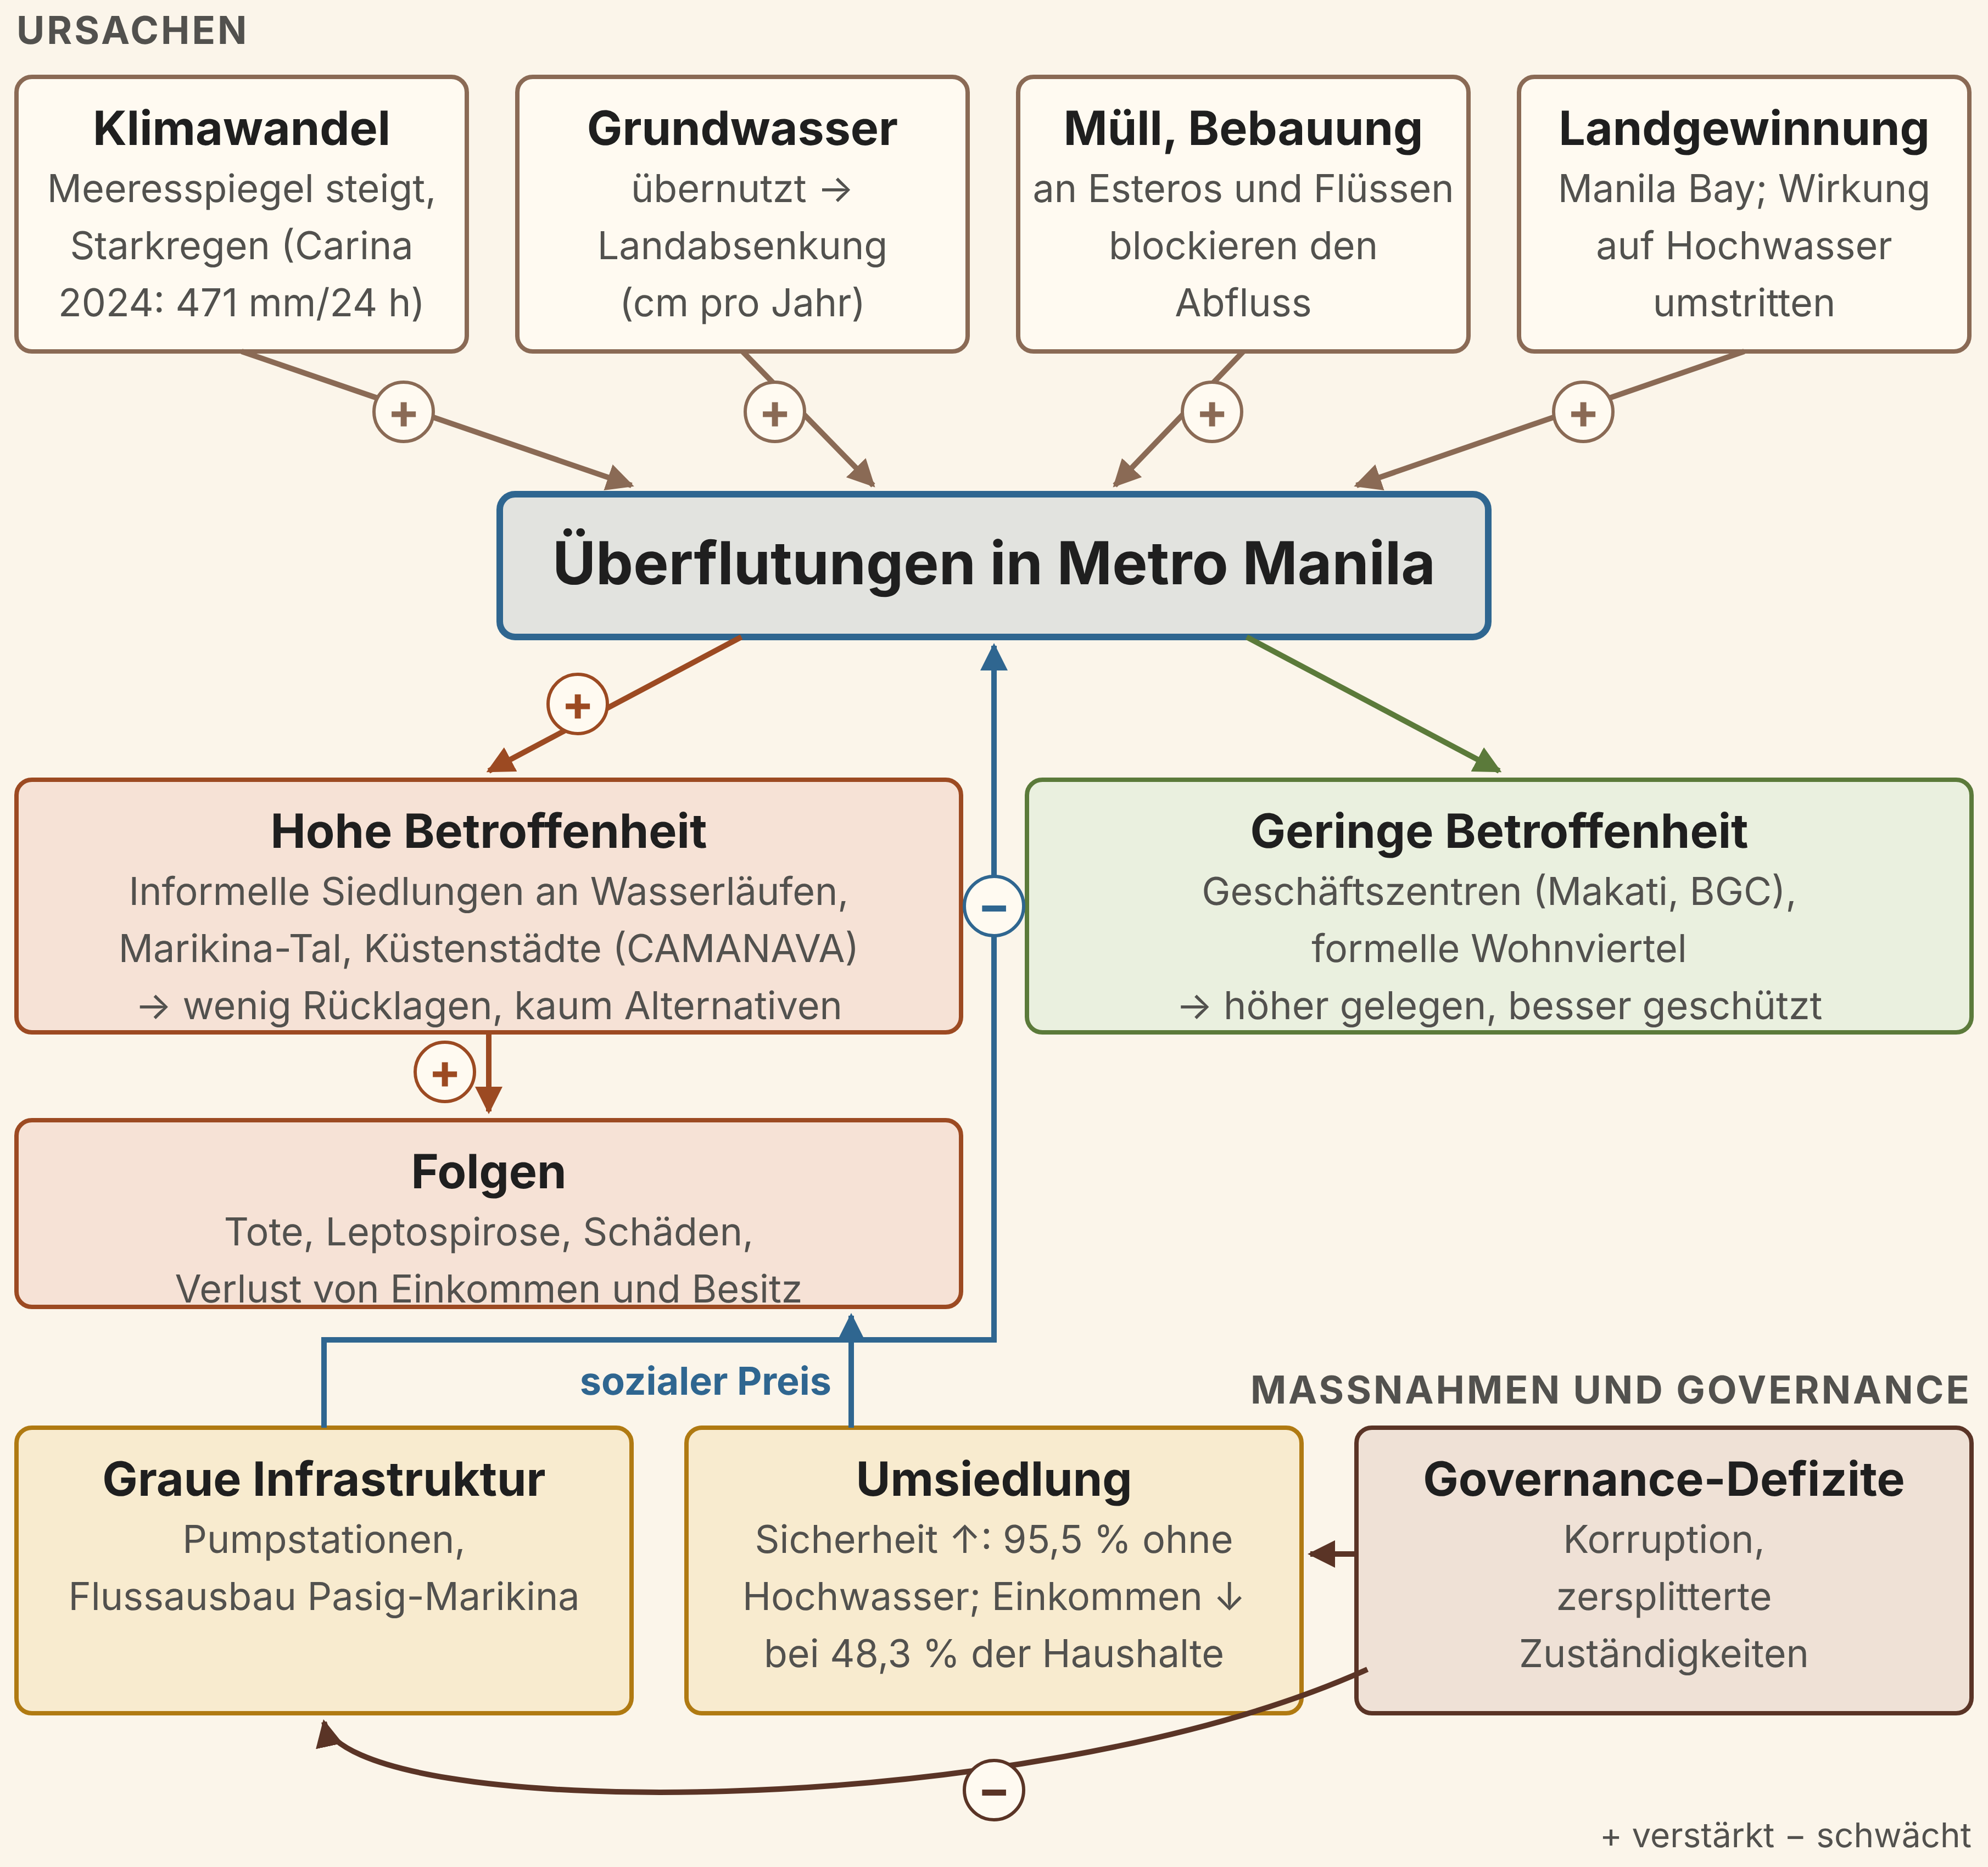 URSACHEN
Klimawandel
Meeresspiegel steigt,
Starkregen (Carina
2024: 471 mm/24 h)
Grundwasser
übernutzt →
Landabsenkung
(cm pro Jahr)
Müll, Bebauung
an Esteros und Flüssen
blockieren den
Abfluss
Landgewinnung
Manila Bay; Wirkung
auf Hochwasser
umstritten
+
+
+
+
Überflutungen in Metro Manila
+
Hohe Betroffenheit
Informelle Siedlungen an Wasserläufen,
Marikina-Tal, Küstenstädte (CAMANAVA)
→ wenig Rücklagen, kaum Alternativen
–
Geringe Betroffenheit
Geschäftszentren (Makati, BGC),
formelle Wohnviertel
→ höher gelegen, besser geschützt
+
Folgen
Tote, Leptospirose, Schäden,
Verlust von Einkommen und Besitz
sozialer Preis
MASSNAHMEN UND GOVERNANCE
Graue Infrastruktur
Pumpstationen,
Flussausbau Pasig-Marikina
Umsiedlung
Sicherheit ↑: 95,5 % ohne
Hochwasser; Einkommen ↓
bei 48,3 % der Haushalte
Governance-Defizite
Korruption,
zersplitterte
Zuständigkeiten
–
+ verstärkt – schwächt